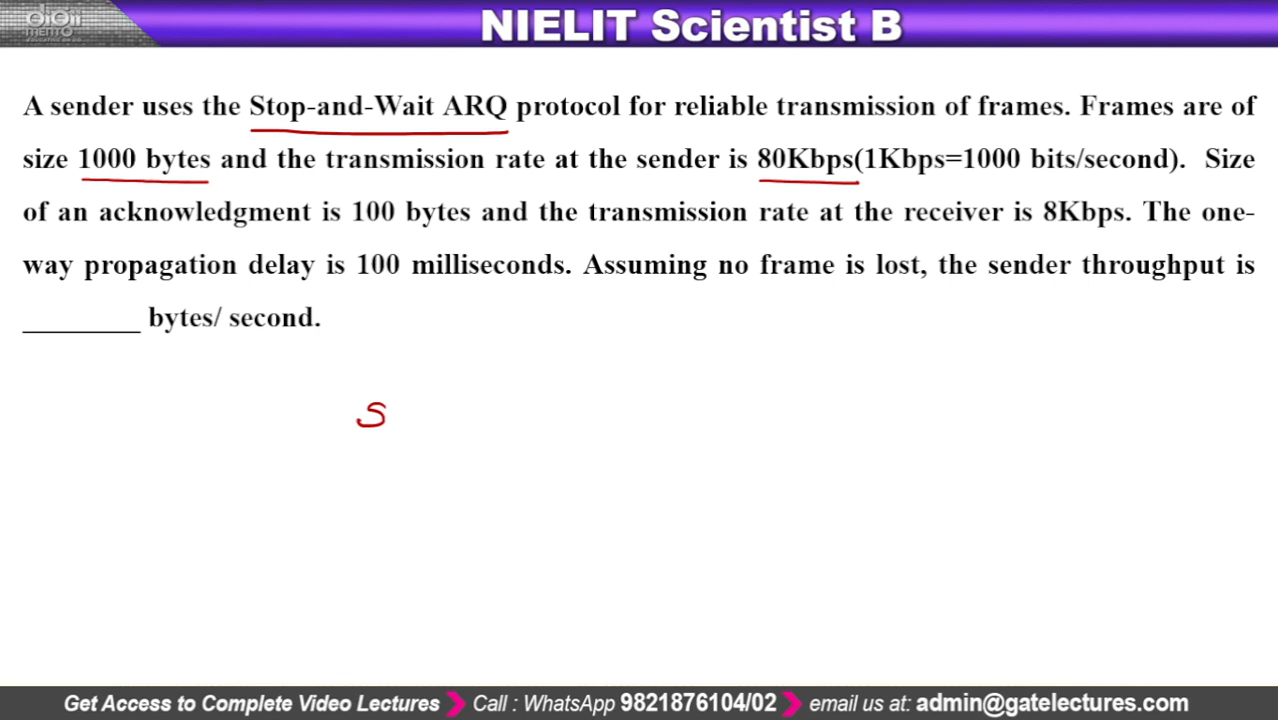 digii
MENTO
NIELIT Scientist B
A sender uses the Stop-and-Wait ARQ protocol for reliable transmission of frames. Frames are of
size 1000 bytes and the transmission rate at the sender is 80Kbps(1Kbps=1000 bits/second). Size
of an acknowledgment is 100 bytes and the transmission rate at the receiver is 8Kbps. The one-
way propagation delay is 100 milliseconds. Assuming no frame is lost, the sender throughput is
________ bytes/ second.
S
Get Access to Complete Video Lectures Call : WhatsApp 9821876104/02 email us at: admin@gatelectures.com